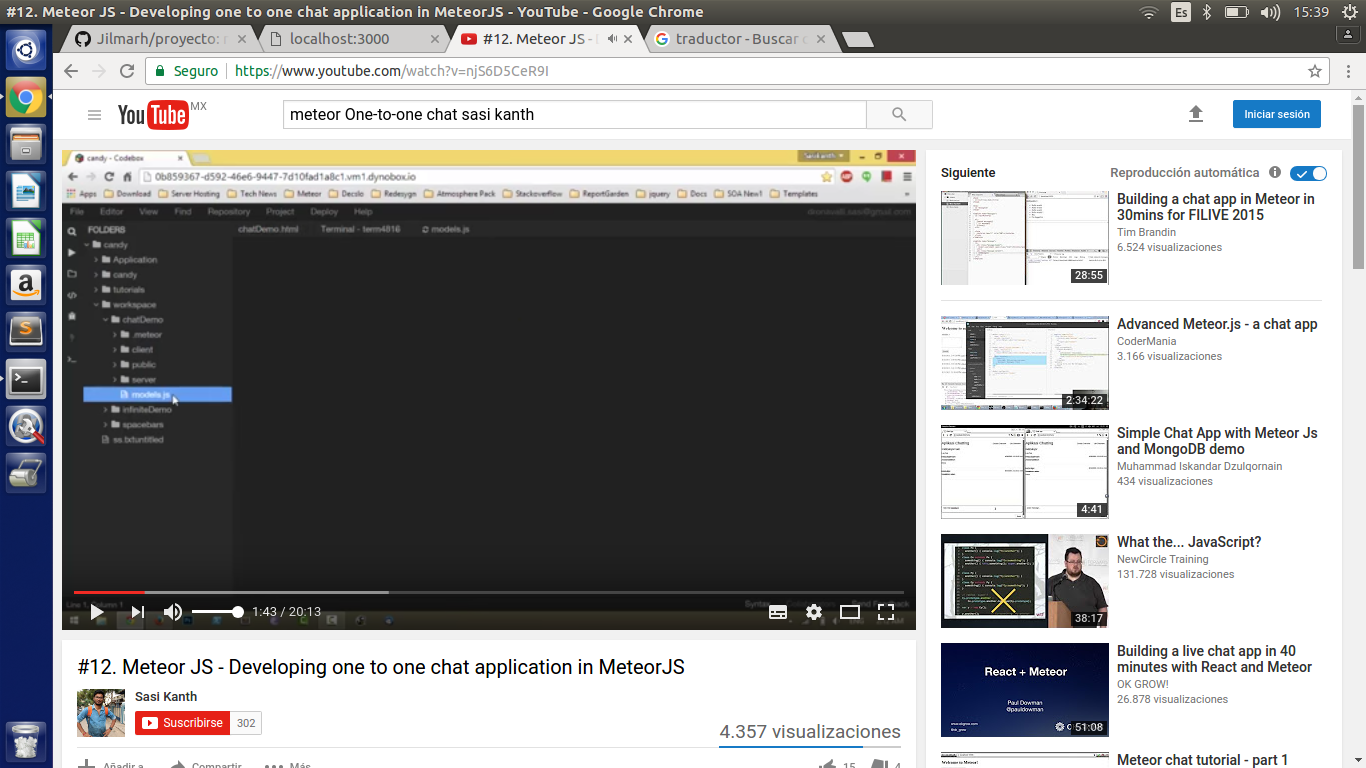 #12. Meteor JS - Developing one to one chat application in MeteorJS - YouTube - Google Chrome
Es
15:39
Jilmarh/proyecto:
localhost:3000
#12. Meteor JS -
traductor - Buscar
Seguro
https://www.youtube.com/watch?v=njS6D5CeR9I
YouTube MX
meteor One-to-one chat sasi kanth
Iniciar sesión
candy - Codebox
0b859367-d592-46e6-9447-7d10fad1a8c1.vm1.dynobox.io
Apps Download Server Hosting Tech News Meteor Decslo Redesygn Atmosphere Pack Stackoverflow ReportGarden jquery Docs SOA New1 Templates
File Editor View Find Repository Project Deploy Help
FOLDERS
chatDemo.html Terminal - term4816 models.js
candy
Application
candy
tutorials
workspace
chatDemo
.meteor
client
public
server
models.js
infiniteDemo
spacebars
ss.txtuntitled
1:43 / 20:13
#12. Meteor JS - Developing one to one chat application in MeteorJS
Sasi Kanth
Suscribirse 302
4.357 visualizaciones
Añadir a
Compartir
Más
15
4
Siguiente
Reproducción automática
Building a chat app in Meteor in
30mins for FILIVE 2015
Tim Brandin
6.524 visualizaciones
28:55
Advanced Meteor.js - a chat app
CoderMania
3.166 visualizaciones
2:34:22
Simple Chat App with Meteor Js
and MongoDB demo
Muhammad Iskandar Dzulqornain
434 visualizaciones
4:41
What the... JavaScript?
NewCircle Training
131.728 visualizaciones
38:17
Building a live chat app in 40
minutes with React and Meteor
OK GROW!
26.878 visualizaciones
React + Meteor
Paul Dowman
@pauldowman
51:08
Meteor chat tutorial - part 1